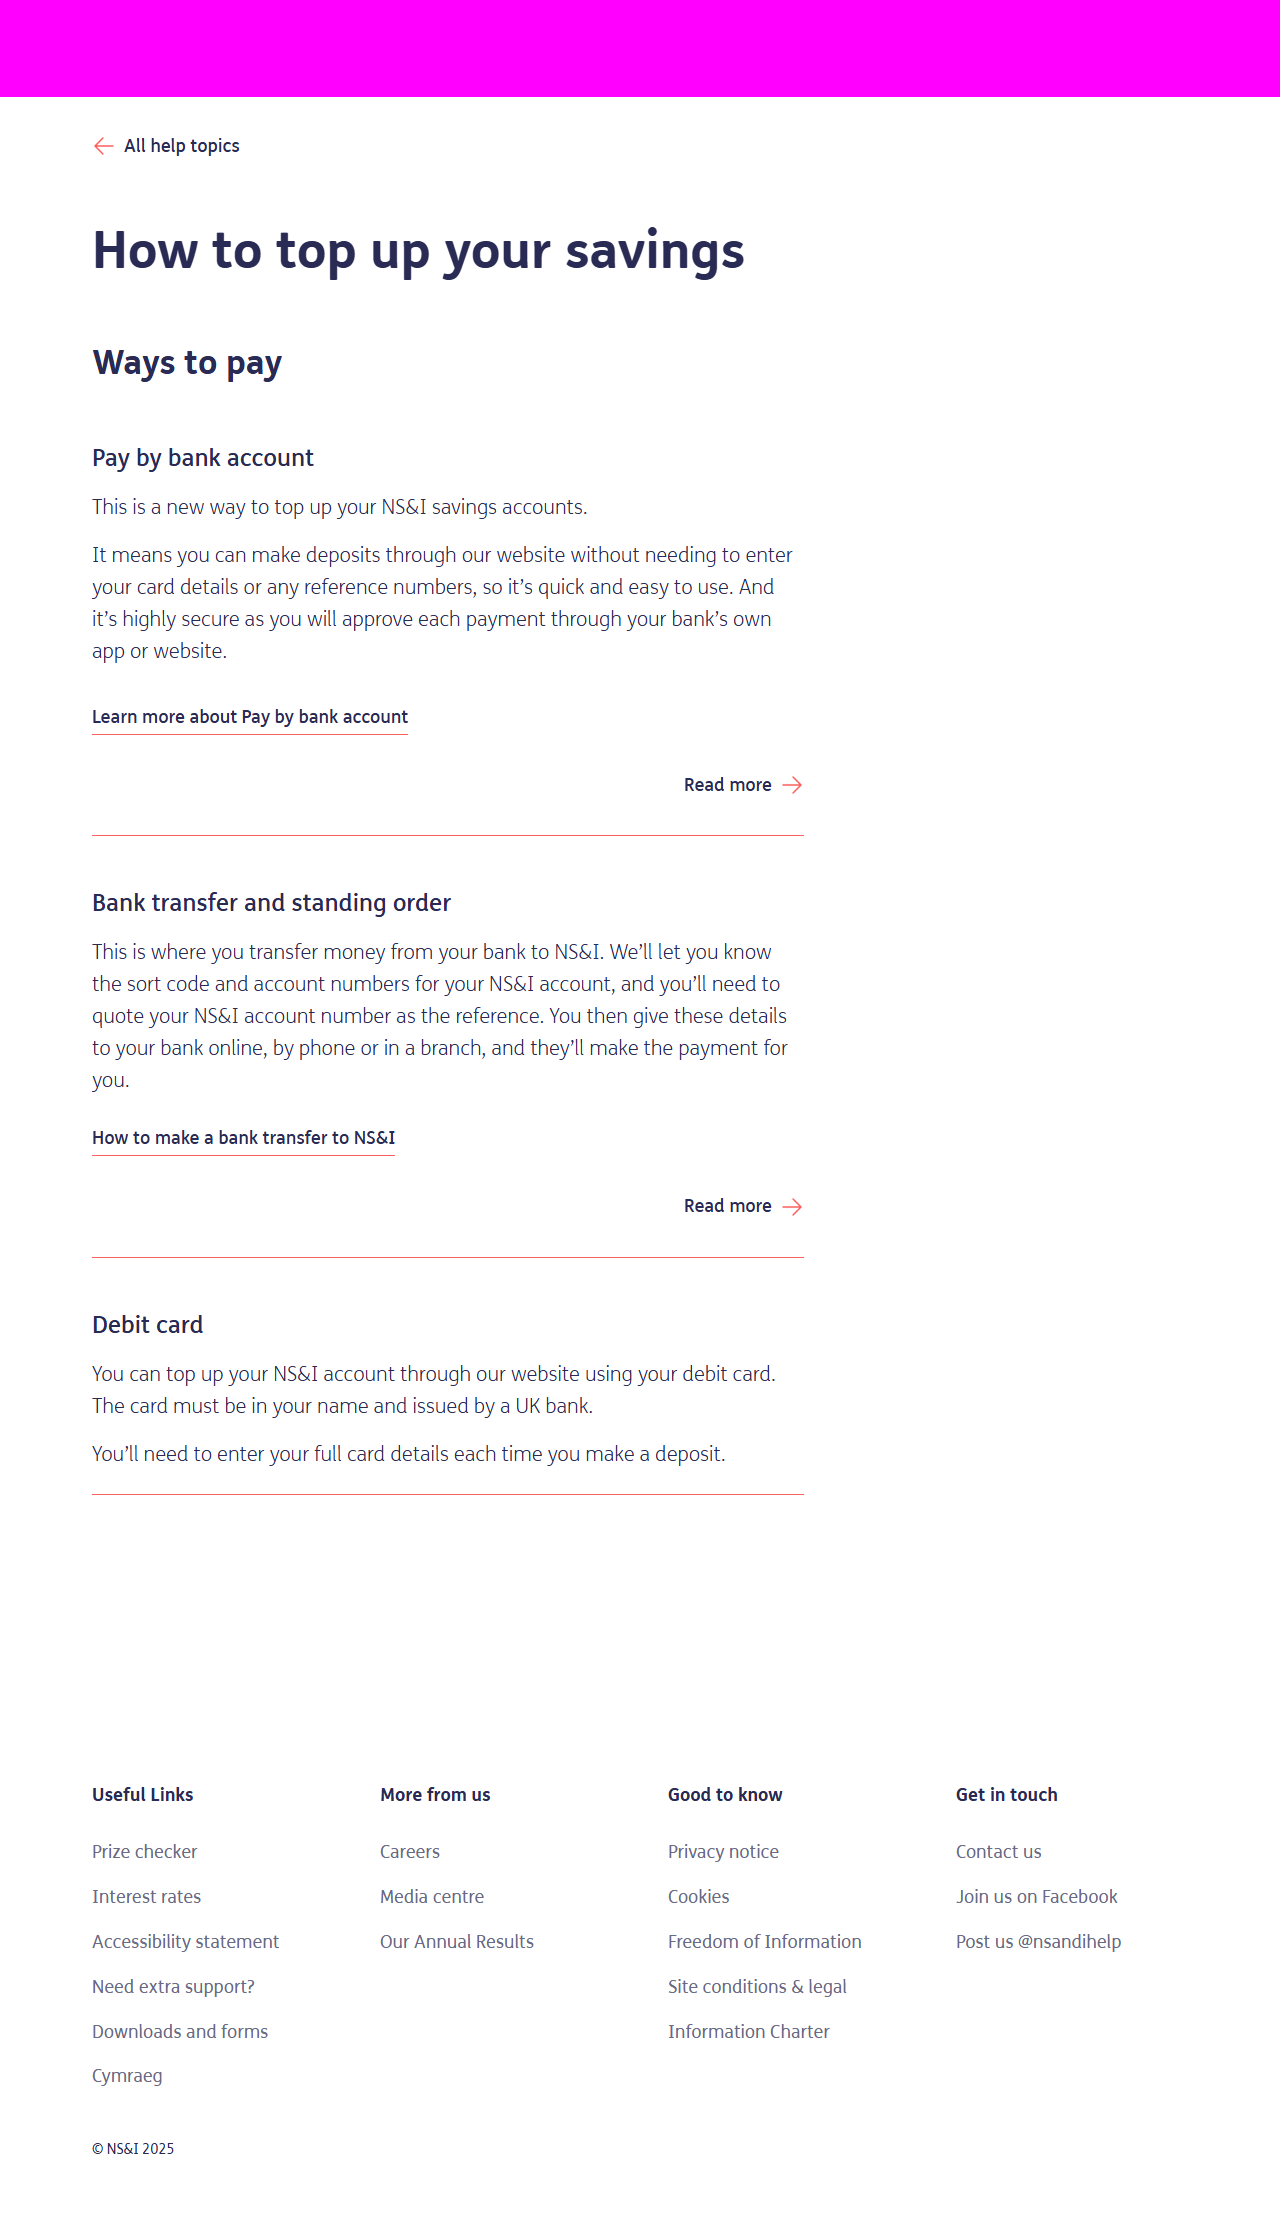 All help topics
How to top up your savings
Ways to pay
Pay by bank account
This is a new way to top up your NS&I savings accounts.
It means you can make deposits through our website without needing to enter
your card details or any reference numbers, so it’s quick and easy to use. And
it’s highly secure as you will approve each payment through your bank’s own
app or website.
Learn more about Pay by bank account
Read more
Bank transfer and standing order
This is where you transfer money from your bank to NS&I. We’ll let you know
the sort code and account numbers for your NS&I account, and you’ll need to
quote your NS&I account number as the reference. You then give these details
to your bank online, by phone or in a branch, and they’ll make the payment for
you.
How to make a bank transfer to NS&I
Read more
Debit card
You can top up your NS&I account through our website using your debit card.
The card must be in your name and issued by a UK bank.
You’ll need to enter your full card details each time you make a deposit.
Useful Links
Prize checker
Interest rates
Accessibility statement
Need extra support?
Downloads and forms
Cymraeg
More from us
Careers
Media centre
Our Annual Results
Good to know
Privacy notice
Cookies
Freedom of Information
Site conditions & legal
Information Charter
Get in touch
Contact us
Join us on Facebook
Post us @nsandihelp
© NS&I 2025